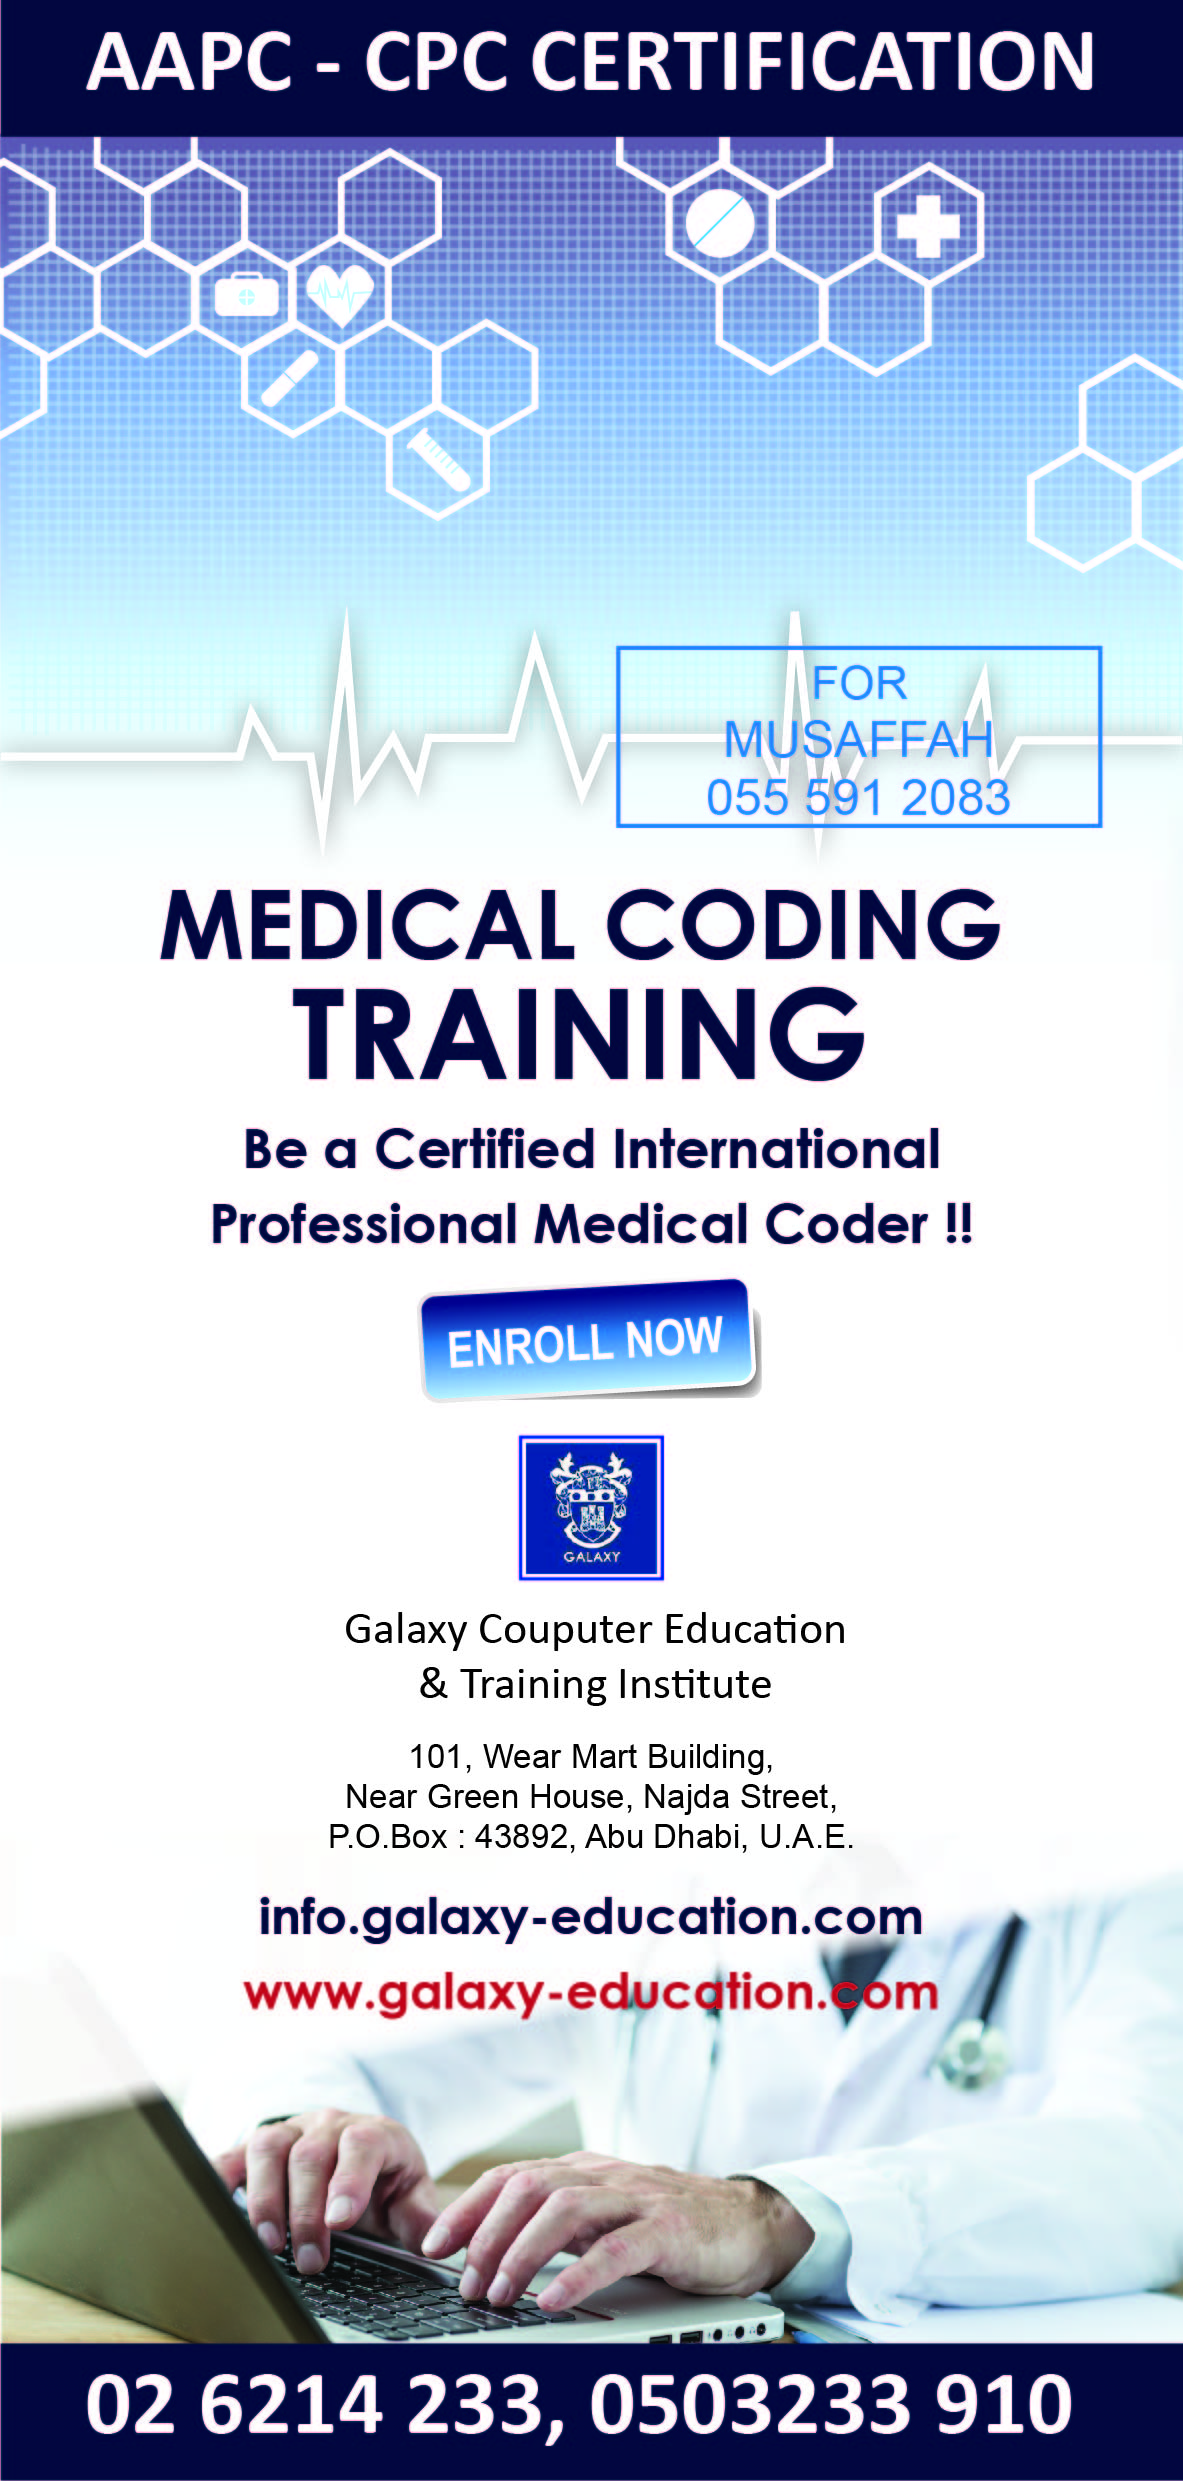 AAPC - CPC CERTIFICATION
FOR
MUSAFFAH
055 591 2083
MEDICAL CODING
TRAINING
Be a Certified International
Professional Medical Coder !!
ENROLL NOW
GALAXY
Galaxy Couputer Education
& Training Institute
101, Wear Mart Building,
Near Green House, Najda Street,
P.O.Box : 43892, Abu Dhabi, U.A.E.
info.galaxy-education.com
www.galaxy-education.com
02 6214 233, 0503233 910